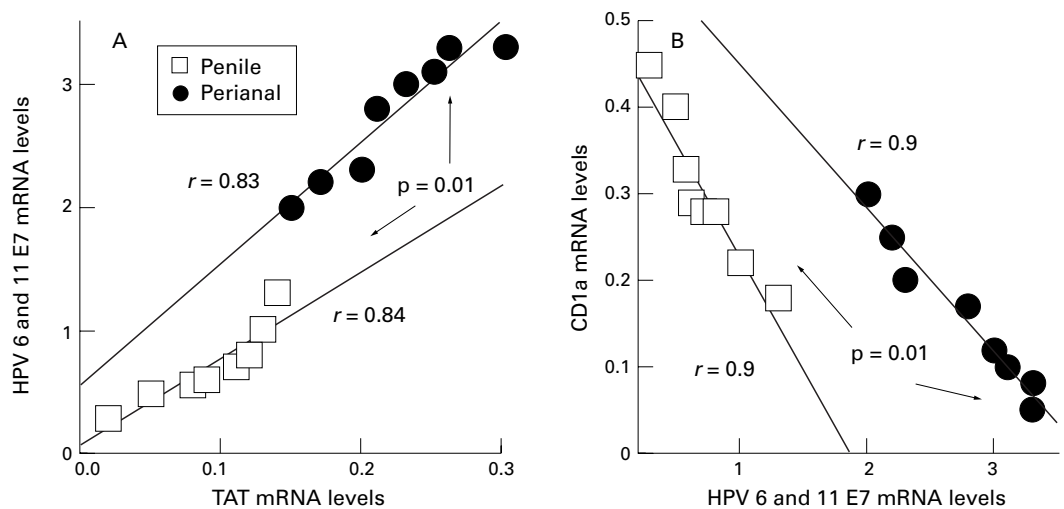 A
Penile
Perianal
HPV 6 and 11 E7 mRNA levels
3
2
1
0
r = 0.83
p = 0.01
r = 0.84
0.0 0.1 0.2 0.3
TAT mRNA levels
B
CD1a mRNA levels
0.5
0.4
0.3
0.2
0.1
0
r = 0.9
p = 0.01
r = 0.9
1 2 3
HPV 6 and 11 E7 mRNA levels